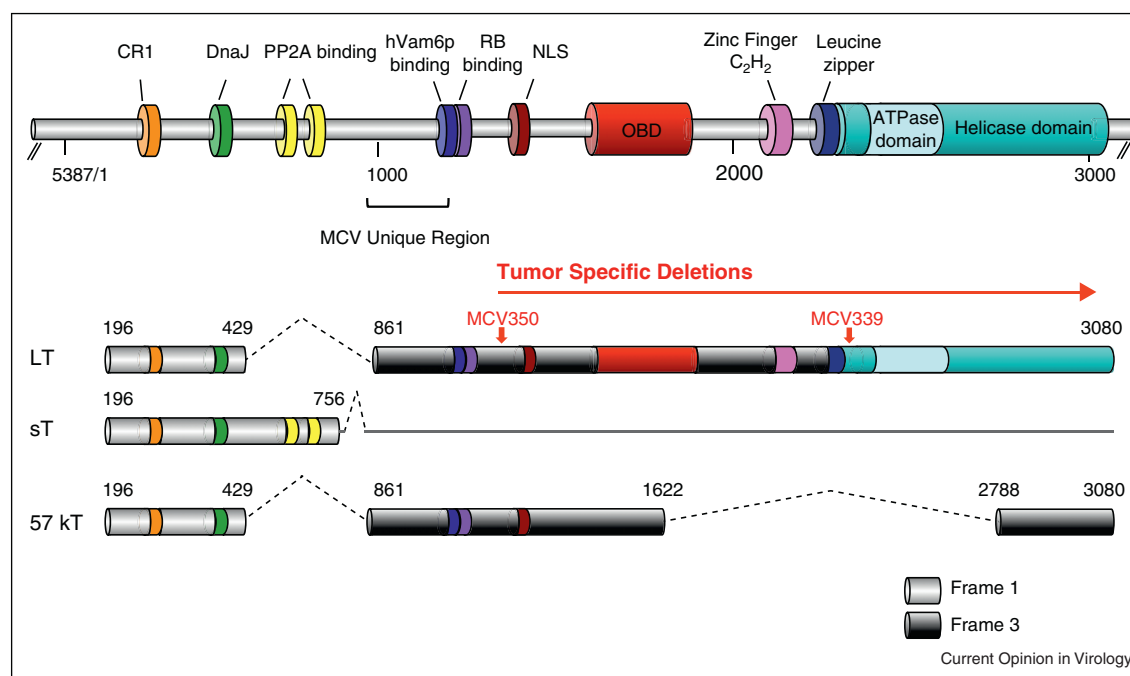 CR1
DnaJ
PP2A binding
hVam6p
binding
RB
binding
NLS
Zinc Finger
C2H2
Leucine
zipper
OBD
ATPase
domain
Helicase domain
5387/1
1000
2000
3000
MCV Unique Region
Tumor Specific Deletions
MCV350
MCV339
LT
196
429
861
3080
sT
196
756
57 kT
196
429
861
1622
2788
3080
Frame 1
Frame 3
Current Opinion in Virology